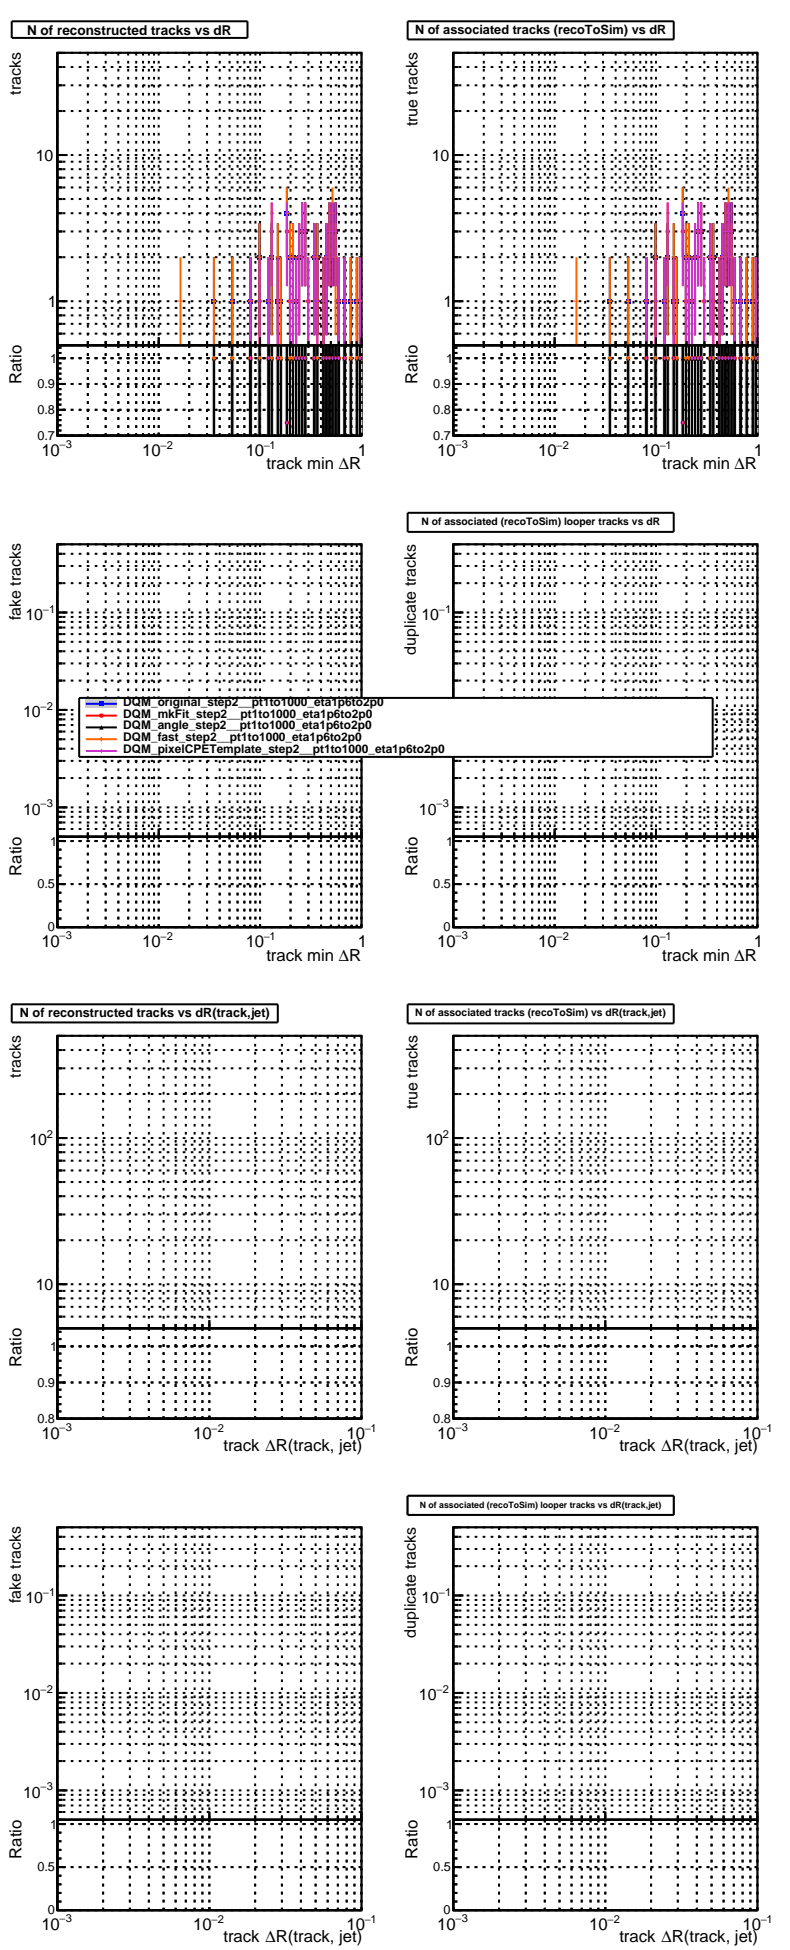 N of reconstructed tracks vs dR
tracks
10
1
Ratio
1
0.9
0.8
0.7
10−3 10−2 10−1 1
track min ΔR
N of associated tracks (recoToSim) vs dR
true tracks
10
1
Ratio
1
0.9
0.8
0.7
10−3 10−2 10−1 1
track min ΔR
fake tracks
10−1
10−2
10−3
Ratio
1
0.5
0
10−3 10−2 10−1 1
track min ΔR
N of associated (recoToSim) looper tracks vs dR
duplicate tracks
10−1
10−3
Ratio
1
0.5
0
10−3 10−2 10−1 1
track min ΔR
DQM_original_step2__pt1to1000_eta1p6to2p0
DQM_mkFit_step2__pt1to1000_eta1p6to2p0
DQM_angle_step2__pt1to1000_eta1p6to2p0
DQM_fast_step2__pt1to1000_eta1p6to2p0
DQM_pixelCPETemplate_step2__pt1to1000_eta1p6to2p0
N of reconstructed tracks vs dR(track,jet)
tracks
102
10
Ratio
1
0.9
0.8
10−3 10−2 10−1
track ΔR(track, jet)
N of associated tracks (recoToSim) vs dR(track,jet)
true tracks
102
10
Ratio
1
0.9
0.8
10−3 10−2 10−1
track ΔR(track, jet)
fake tracks
10−1
10−2
10−3
Ratio
1
0.5
0
10−3 10−2 10−1
track ΔR(track, jet)
N of associated (recoToSim) looper tracks vs dR(track,jet)
duplicate tracks
10−1
10−2
10−3
Ratio
1
0.5
0
10−3 10−2 10−1
track ΔR(track, jet)